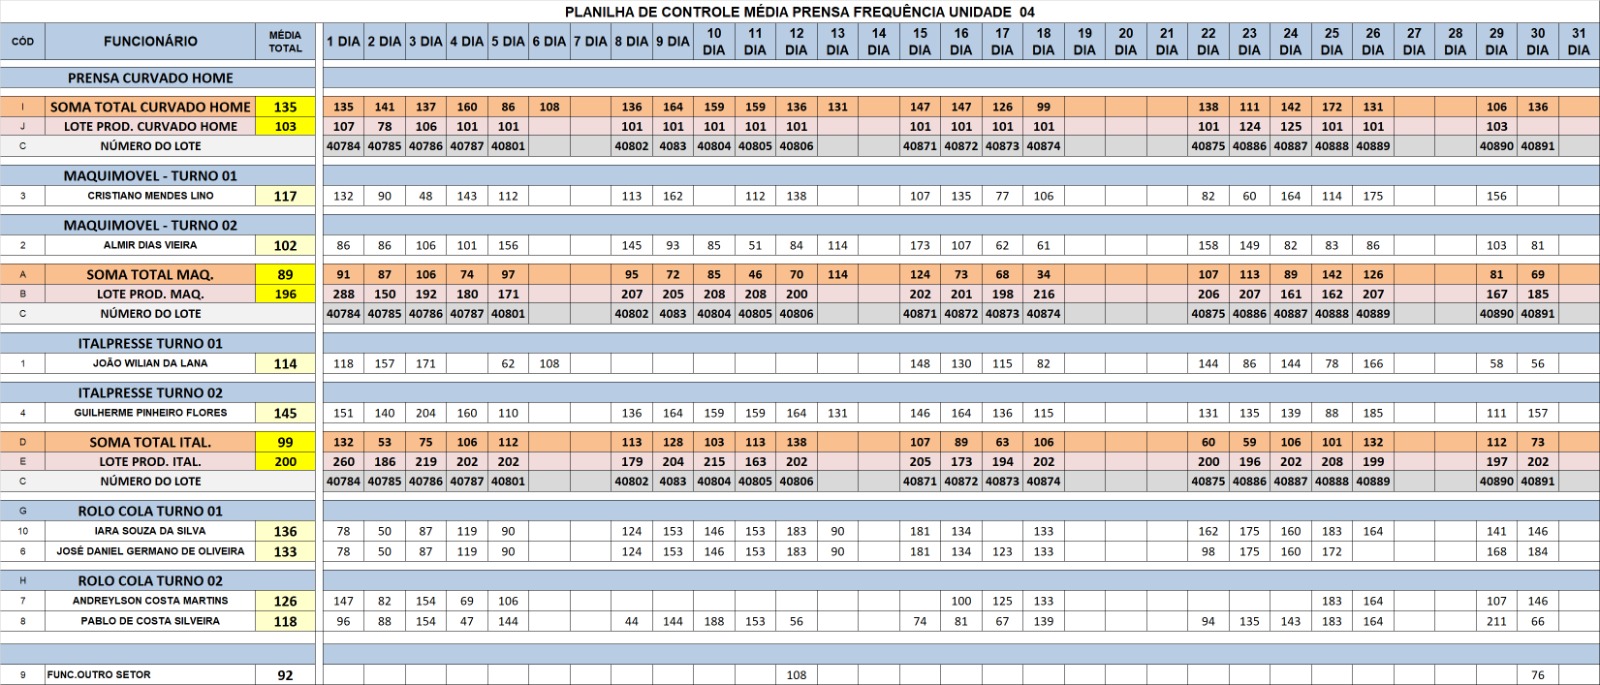 PLANILHA DE CONTROLE MÉDIA PRENSA FREQUÊNCIA UNIDADE 04
CÓD FUNCIONÁRIO MÉDIA TOTAL 1 DIA 2 DIA 3 DIA 4 DIA 5 DIA 6 DIA 7 DIA 8 DIA 9 DIA 10 DIA 11 DIA 12 DIA 13 DIA 14 DIA 15 DIA 16 DIA 17 DIA 18 DIA 19 DIA 20 DIA 21 DIA 22 DIA 23 DIA 24 DIA 25 DIA 26 DIA 27 DIA 28 DIA 29 DIA 30 DIA 31 DIA
PRENSA CURVADO HOME
I SOMA TOTAL CURVADO HOME 135 135 141 137 160 86 108 136 164 159 159 136 131 147 147 126 99 138 111 142 172 131 106 136
J LOTE PROD. CURVADO HOME 103 107 78 106 101 101 101 101 101 101 101 101 101 101 101 101 124 125 101 101 103
C NÚMERO DO LOTE 40784 40785 40786 40787 40801 40802 4083 40804 40805 40806 40871 40872 40873 40874 40875 40886 40887 40888 40889 40890 40891
MAQUIMOVEL - TURNO 01
3 CRISTIANO MENDES LINO 117 132 90 48 143 112 113 162 112 138 107 135 77 106 82 60 164 114 175 156
MAQUIMOVEL - TURNO 02
2 ALMIR DIAS VIEIRA 102 86 86 106 101 156 145 93 85 51 84 114 173 107 62 61 158 149 82 83 86 103 81
A SOMA TOTAL MAQ. 89 91 87 106 74 97 95 72 85 46 70 114 124 73 68 34 107 113 89 142 126 81 69
B LOTE PROD. MAQ. 196 288 150 192 180 171 207 205 208 208 200 202 201 198 216 206 207 161 162 207 167 185
C NÚMERO DO LOTE 40784 40785 40786 40787 40801 40802 4083 40804 40805 40806 40871 40872 40873 40874 40875 40886 40887 40888 40889 40890 40891
ITALPRESSE TURNO 01
1 JOÃO WILIAN DA LANA 114 118 157 171 62 108 148 130 115 82 144 86 144 78 166 58 56
ITALPRESSE TURNO 02
4 GUILHERME PINHEIRO FLORES 145 151 140 204 160 110 136 164 159 159 164 131 146 164 136 115 131 135 139 88 185 111 157
D SOMA TOTAL ITAL. 99 132 53 75 106 112 113 128 103 113 138 107 89 63 106 60 59 106 101 132 112 73
E LOTE PROD. ITAL. 200 260 186 219 202 202 179 204 215 163 202 205 173 194 202 200 196 202 208 199 197 202
C NÚMERO DO LOTE 40784 40785 40786 40787 40801 40802 4083 40804 40805 40806 40871 40872 40873 40874 40875 40886 40887 40888 40889 40890 40891
G ROLO COLA TURNO 01
10 IARA SOUZA DA SILVA 136 78 50 87 119 90 124 153 146 153 183 90 181 134 133 162 175 160 183 164 141 146
6 JOSÉ DANIEL GERMANO DE OLIVEIRA 133 78 50 87 119 90 124 153 146 153 183 90 181 134 123 133 98 175 160 172 168 184
H ROLO COLA TURNO 02
7 ANDREYLSON COSTA MARTINS 126 147 82 154 69 106 100 125 133 183 164 107 146
8 PABLO DE COSTA SILVEIRA 118 96 88 154 47 144 44 144 188 153 56 74 81 67 139 94 135 143 183 164 211 66
MÉDIA TOTAL
9 FUNC.OUTRO SETOR 92 108 76